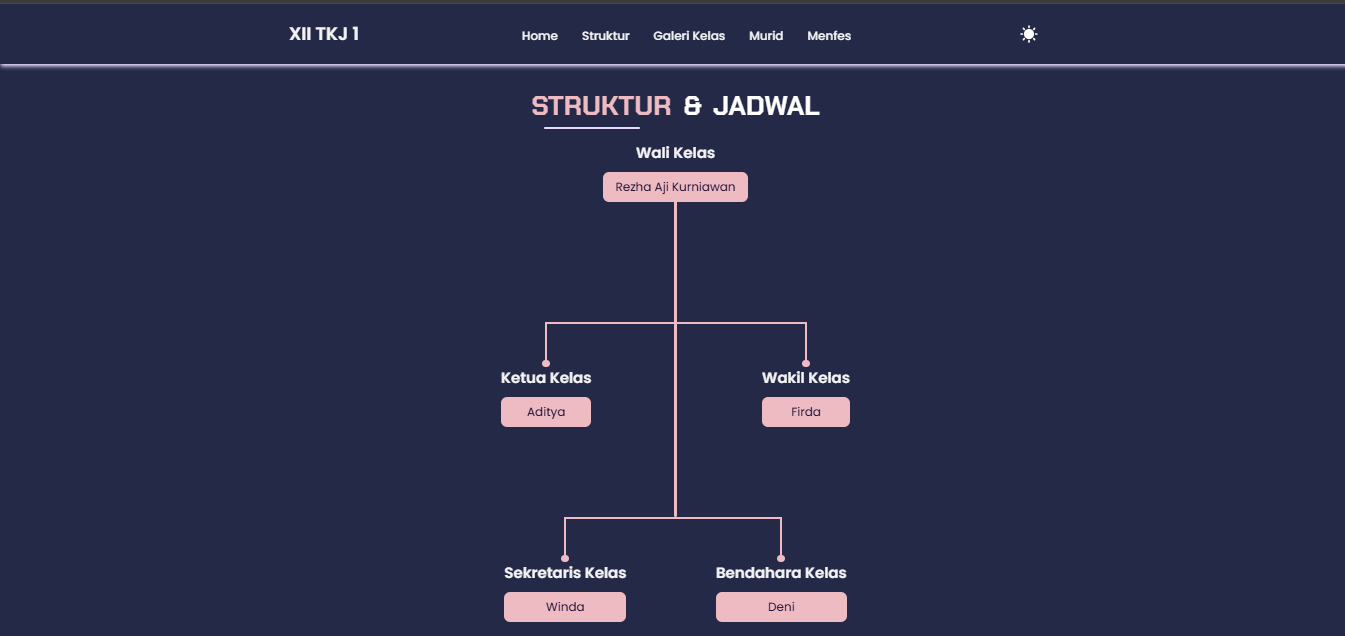 XII TKJ 1 Home Struktur Galeri Kelas Murid Menfes
STRUKTUR & JADWAL
Wali Kelas
Rezha Aji Kurniawan
Ketua Kelas Wakil Kelas
Aditya Firda
Sekretaris Kelas Bendahara Kelas
Winda Deni